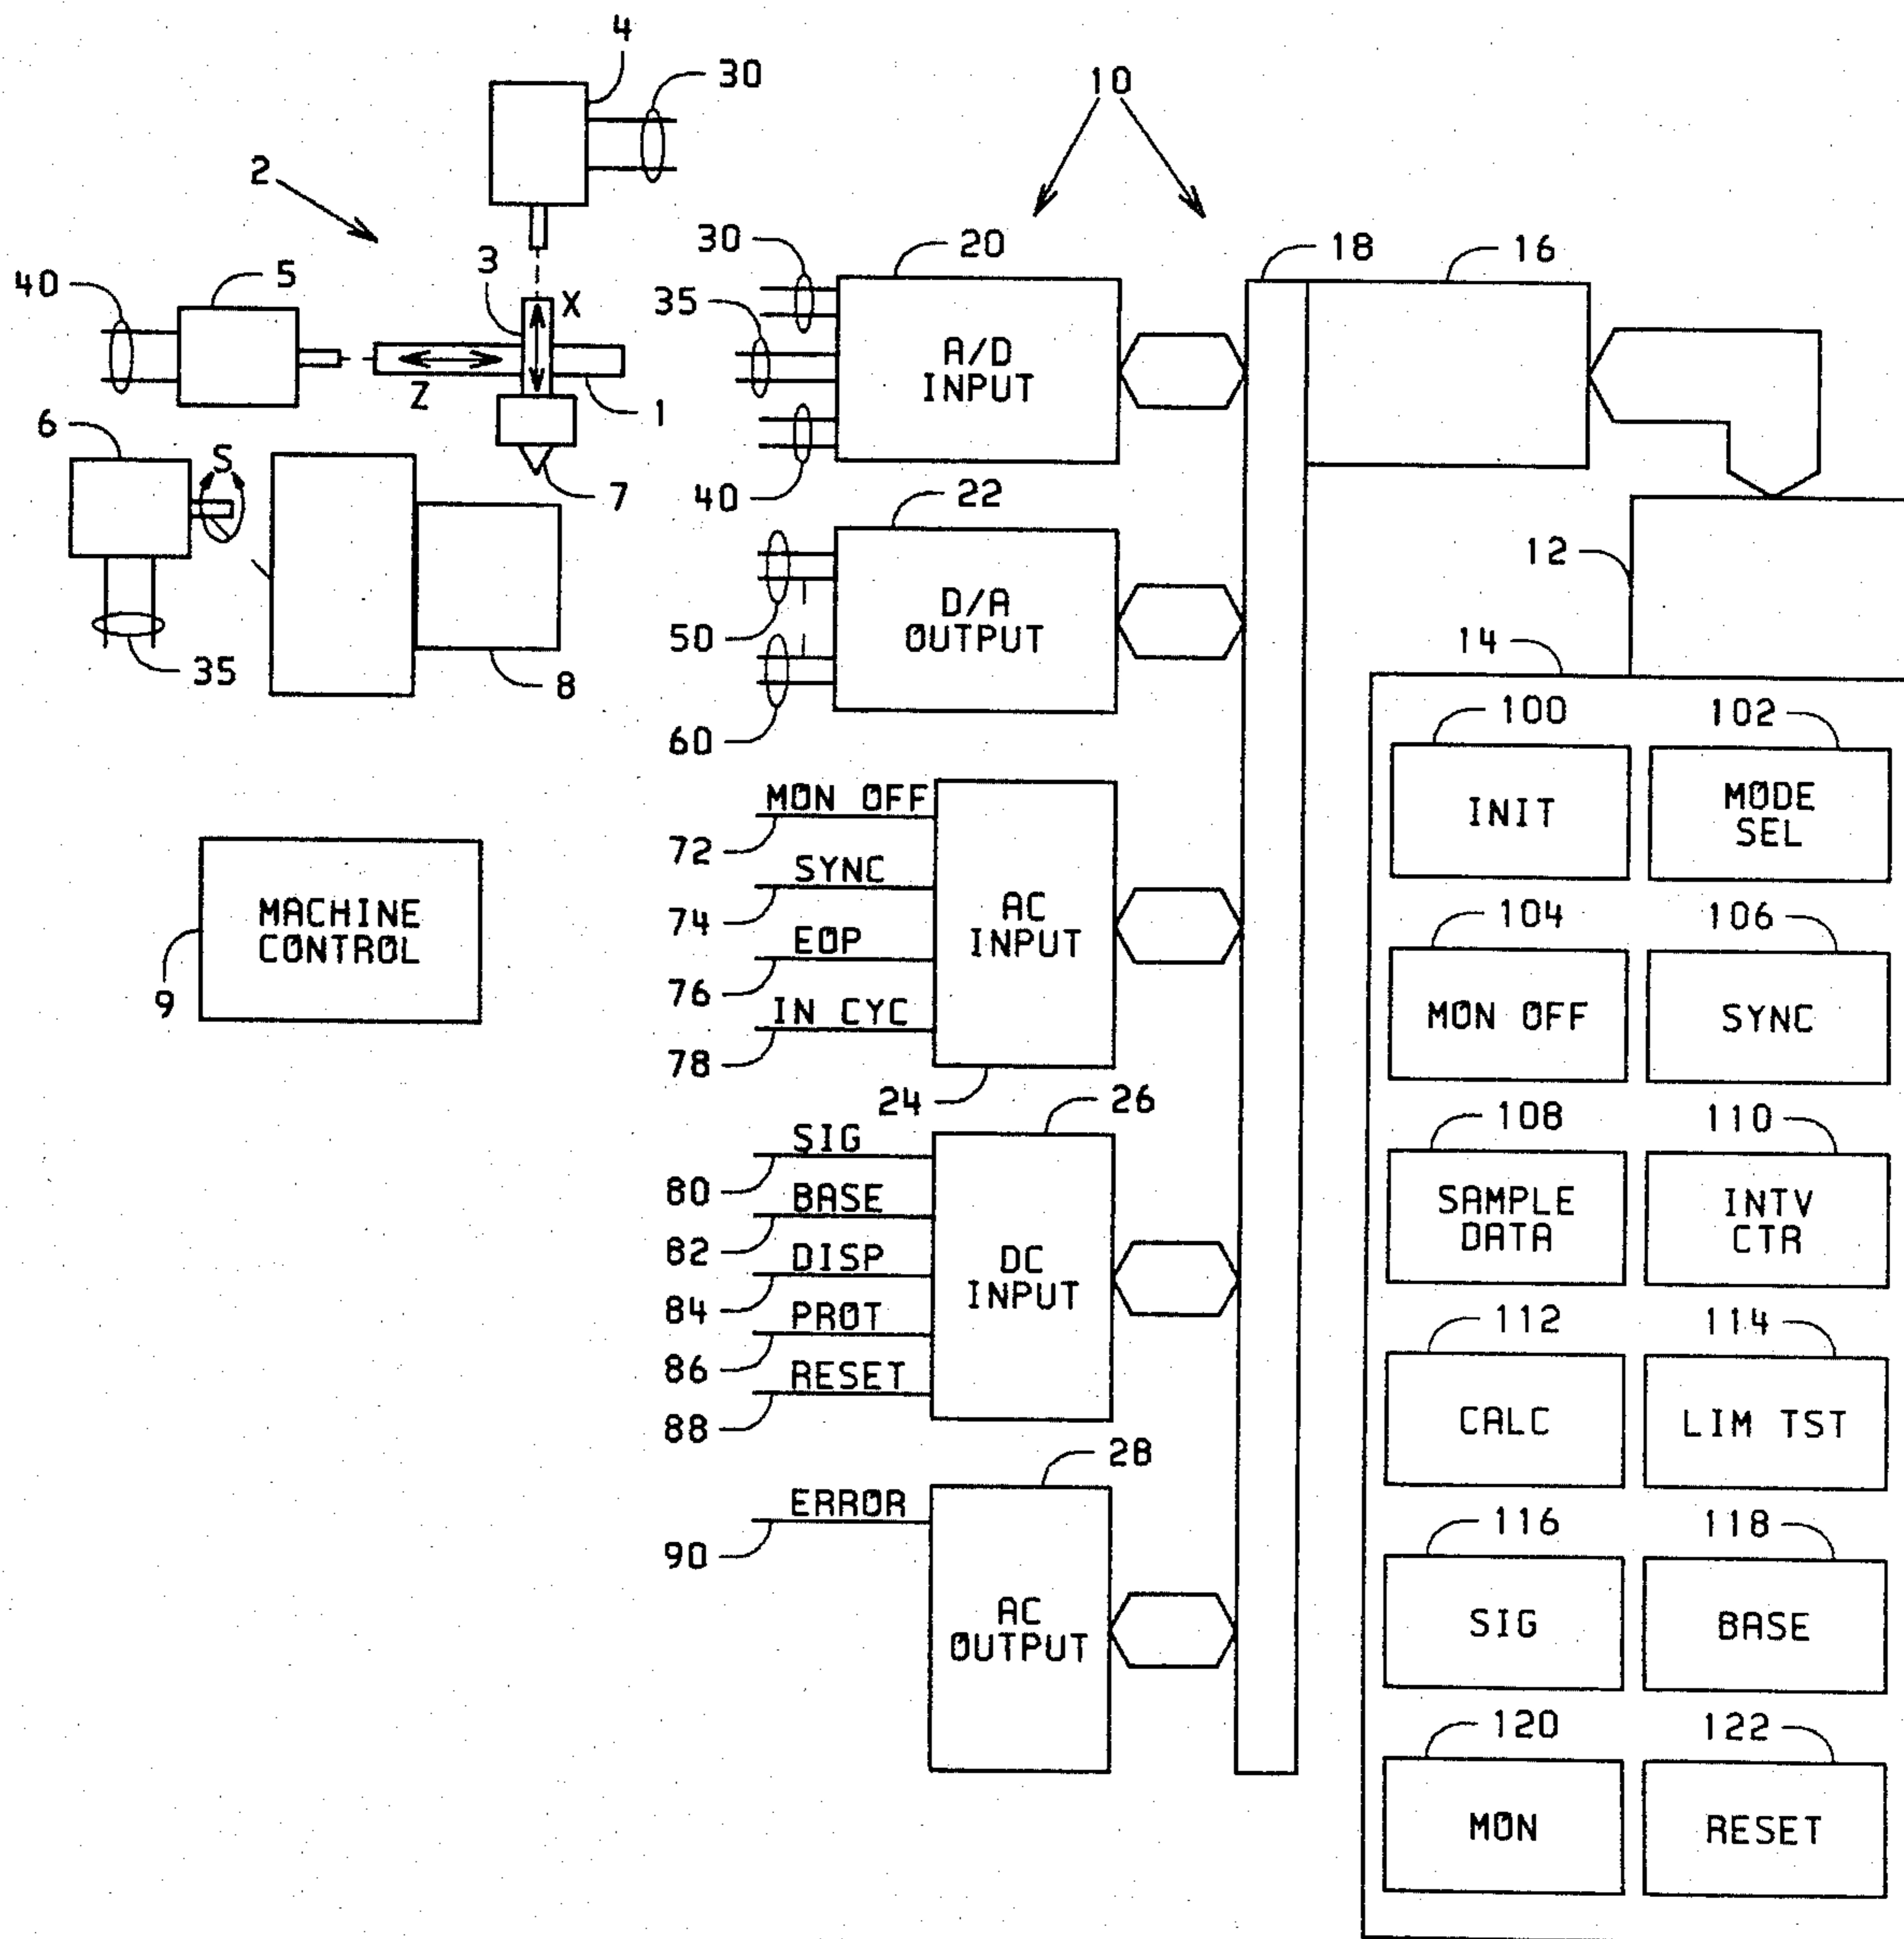 4
30
10
2
30
20
18
16
3
X
40
5
35
A/D
INPUT
Z
1
6
S
7
40
22
12
D/A
OUTPUT
50
14
35
8
60
100
102
MON OFF
INIT
MODE
SEL
72
SYNC
MACHINE
CONTROL
74
AC
INPUT
104
106
EOP
9
76
MON OFF
SYNC
IN CYC
78
24
26
108
110
SIG
80
SAMPLE
DATA
INTV
CTR
BASE
82
DISP
DC
INPUT
84
PROT
112
114
86
RESET
88
CALC
LIM TST
28
ERROR
116
118
90
AC
OUTPUT
SIG
BASE
120
122
MON
RESET